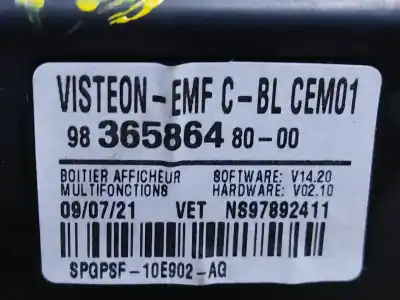 VISTEON-EMF C-BL CEM01
98 365864 80-00
BOITIER AFFICHEUR SOFTWARE: V14.20
MULTIFONCTIONS HARDWARE: V02.10
09/07/21 VET NS97892411
SPGPSF-10E902-AG